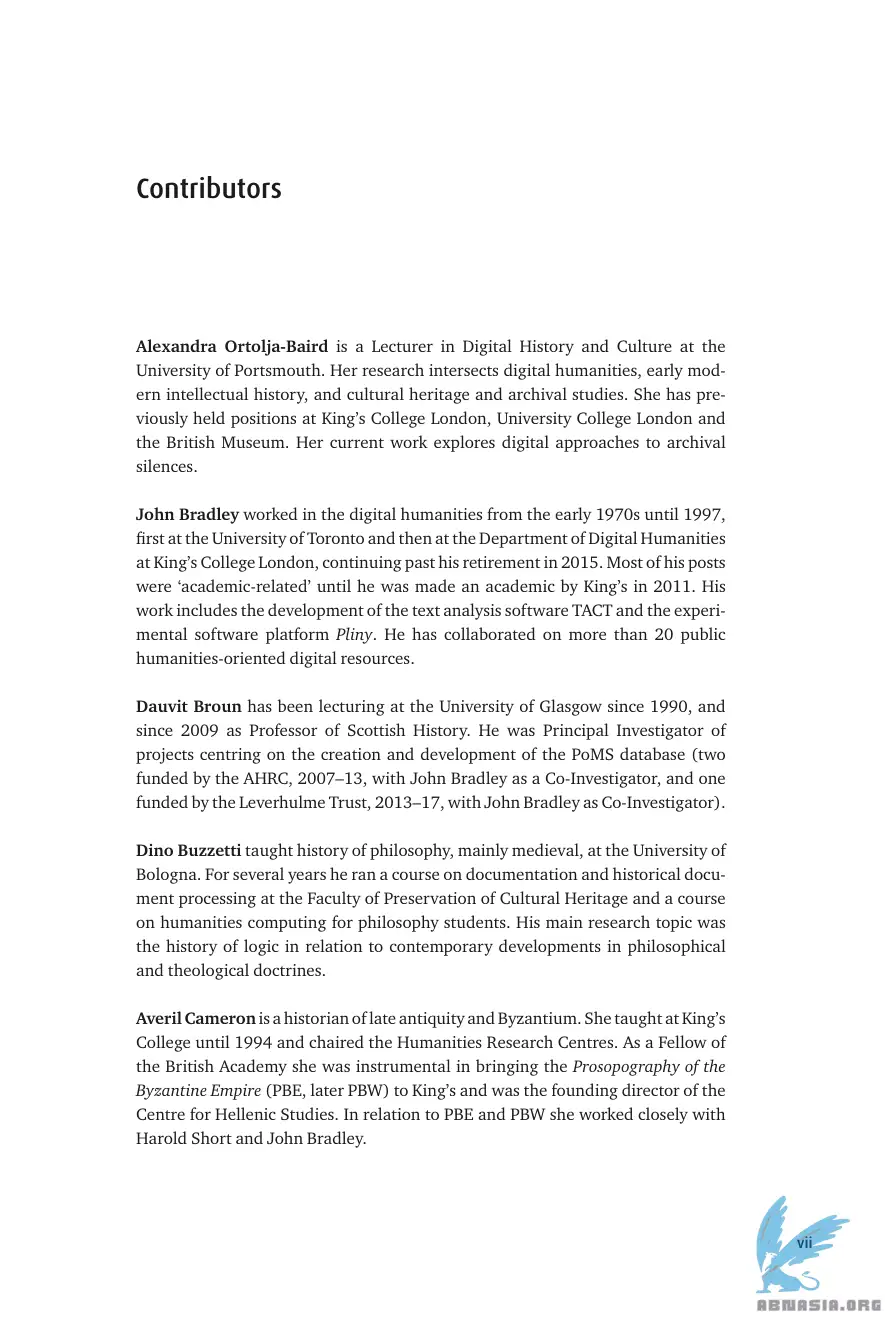 Contributors
Alexandra Ortolja-Baird is a Lecturer in Digital History and Culture at the
University of Portsmouth. Her research intersects digital humanities, early mod-
ern intellectual history, and cultural heritage and archival studies. She has pre-
viously held positions at King’s College London, University College London and
the British Museum. Her current work explores digital approaches to archival
silences.
John Bradley worked in the digital humanities from the early 1970s until 1997,
first at the University of Toronto and then at the Department of Digital Humanities
at King’s College London, continuing past his retirement in 2015. Most of his posts
were ‘academic-related’ until he was made an academic by King’s in 2011. His
work includes the development of the text analysis software TACT and the experi-
mental software platform Pliny. He has collaborated on more than 20 public
humanities-oriented digital resources.
Dauvit Broun has been lecturing at the University of Glasgow since 1990, and
since 2009 as Professor of Scottish History. He was Principal Investigator of
projects centring on the creation and development of the PoMS database (two
funded by the AHRC, 2007–13, with John Bradley as a Co-Investigator, and one
funded by the Leverhulme Trust, 2013–17, with John Bradley as Co-Investigator).
Dino Buzzetti taught history of philosophy, mainly medieval, at the University of
Bologna. For several years he ran a course on documentation and historical docu-
ment processing at the Faculty of Preservation of Cultural Heritage and a course
on humanities computing for philosophy students. His main research topic was
the history of logic in relation to contemporary developments in philosophical
and theological doctrines.
Averil Cameron is a historian of late antiquity and Byzantium. She taught at King’s
College until 1994 and chaired the Humanities Research Centres. As a Fellow of
the British Academy she was instrumental in bringing the Prosopography of the
Byzantine Empire (PBE, later PBW) to King’s and was the founding director of the
Centre for Hellenic Studies. In relation to PBE and PBW she worked closely with
Harold Short and John Bradley.
vii
ABNASIA.ORG